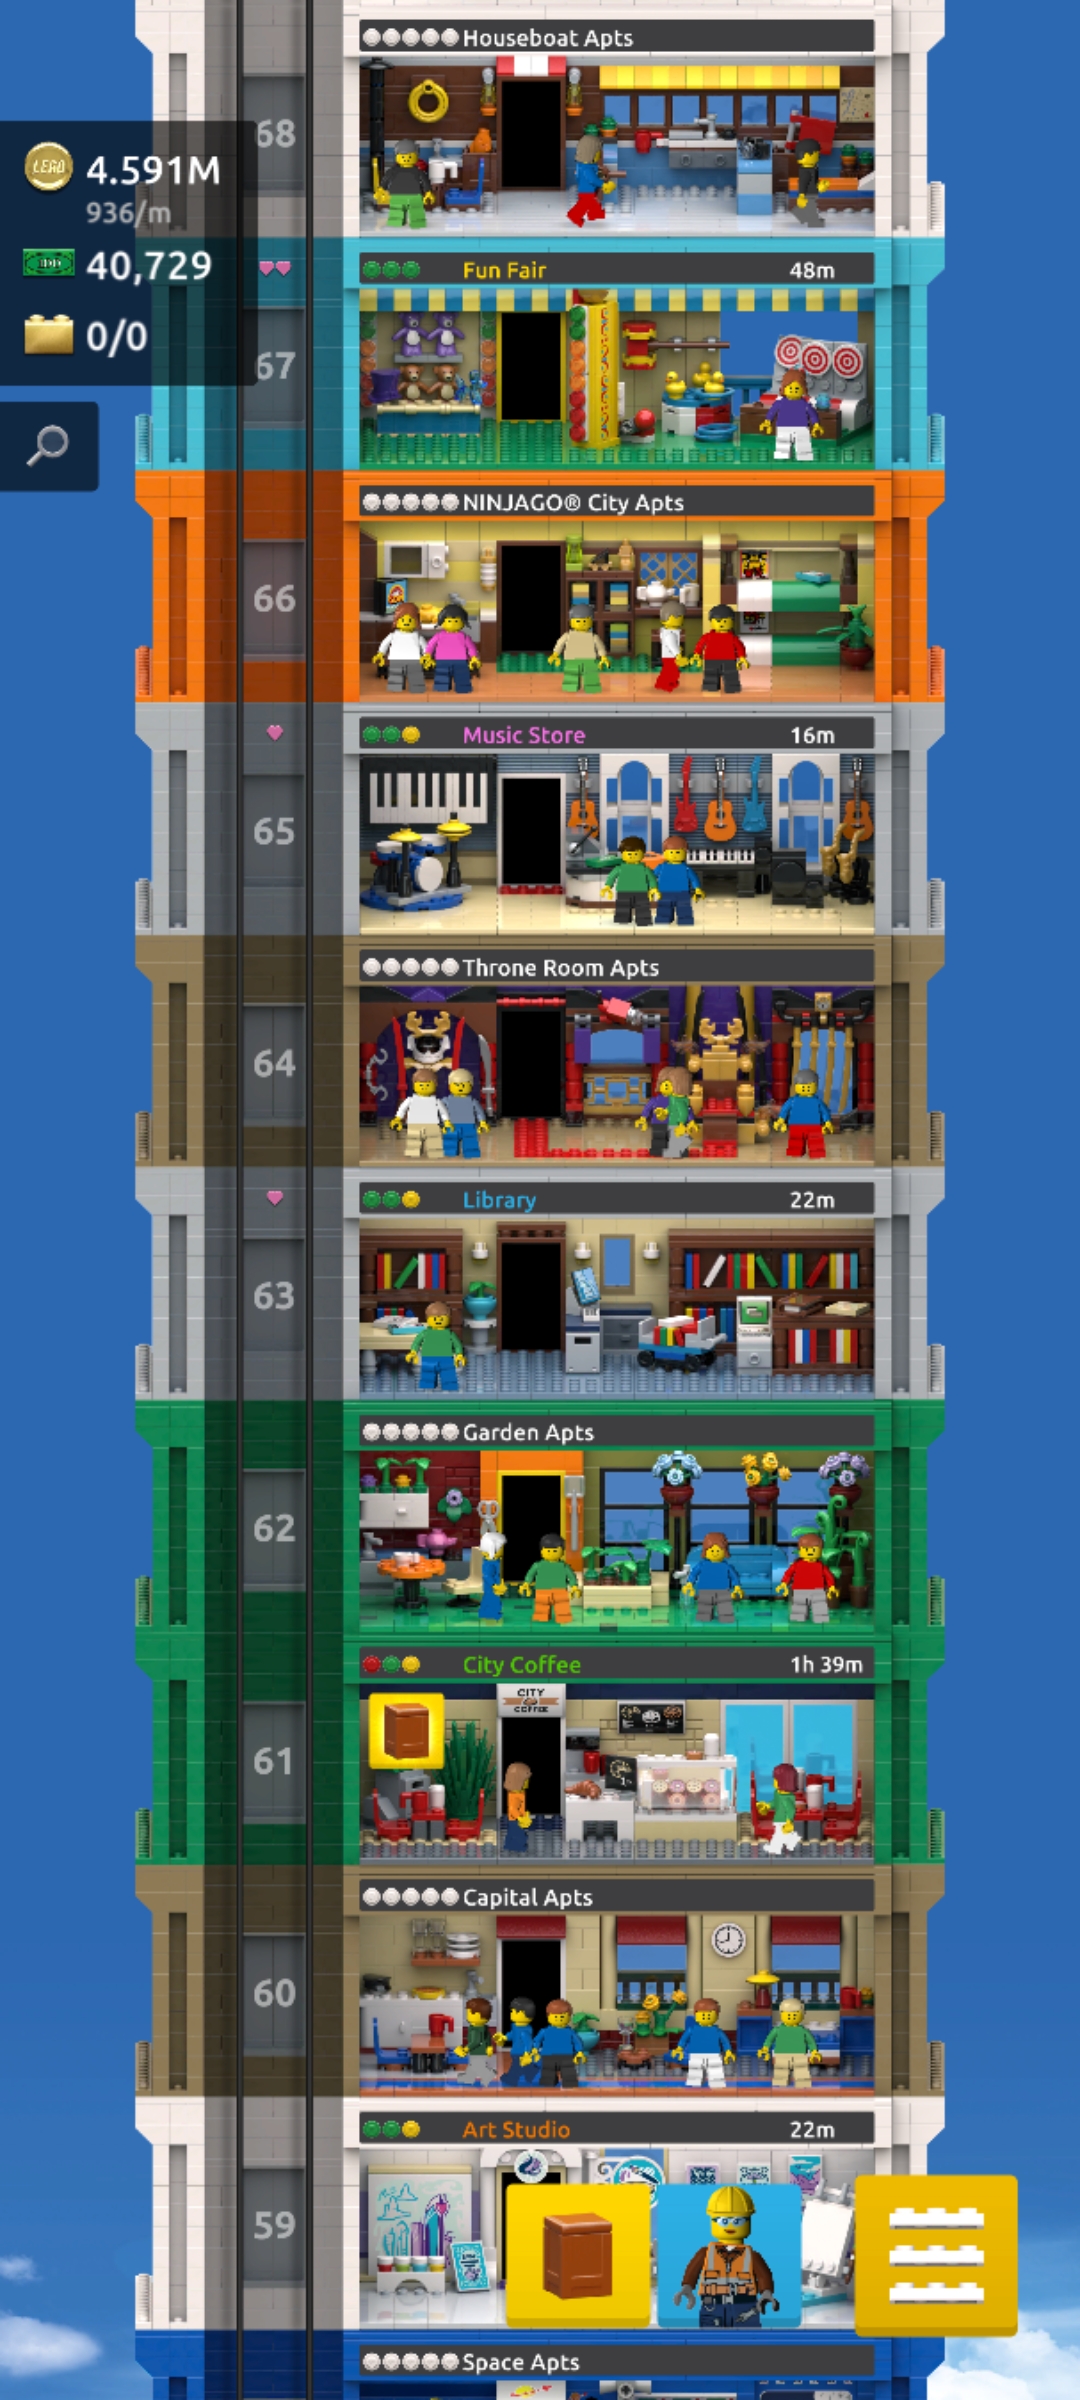 Houseboat Apts
68
LEGO 4.591M
936/m
40,729
0/0
Fun Fair 48m
67
NINJAGO® City Apts
66
Music Store 16m
65
Throne Room Apts
64
Library 22m
63
Garden Apts
62
City Coffee 1h 39m
CITY
COFFEE
61
Capital Apts
60
Art Studio 22m
59
Space Apts